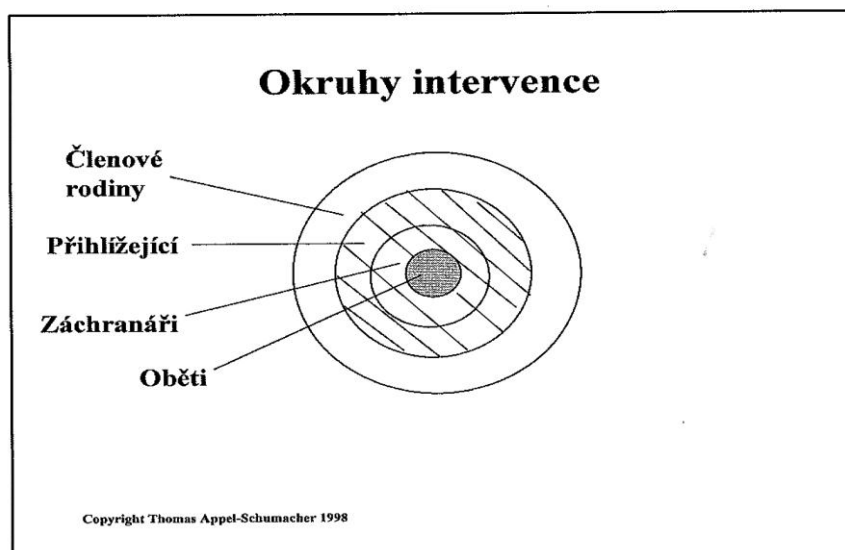 Okruhy intervence
Členové
rodiny
Přihlížející
Záchranáři
Oběti
Copyright Thomas Appel-Schumacher 1998